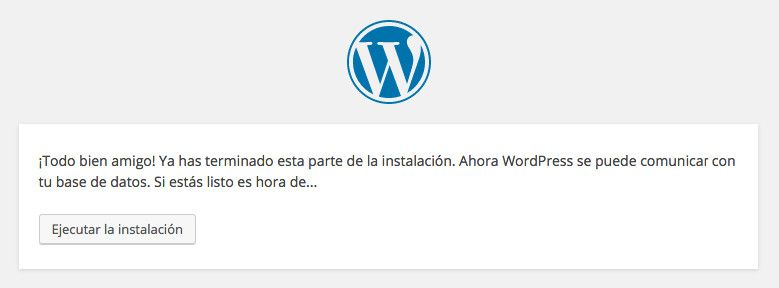 ¡Todo bien amigo! Ya has terminado esta parte de la instalación. Ahora WordPress se puede comunicar con
tu base de datos. Si estás listo es hora de...
Ejecutar la instalación